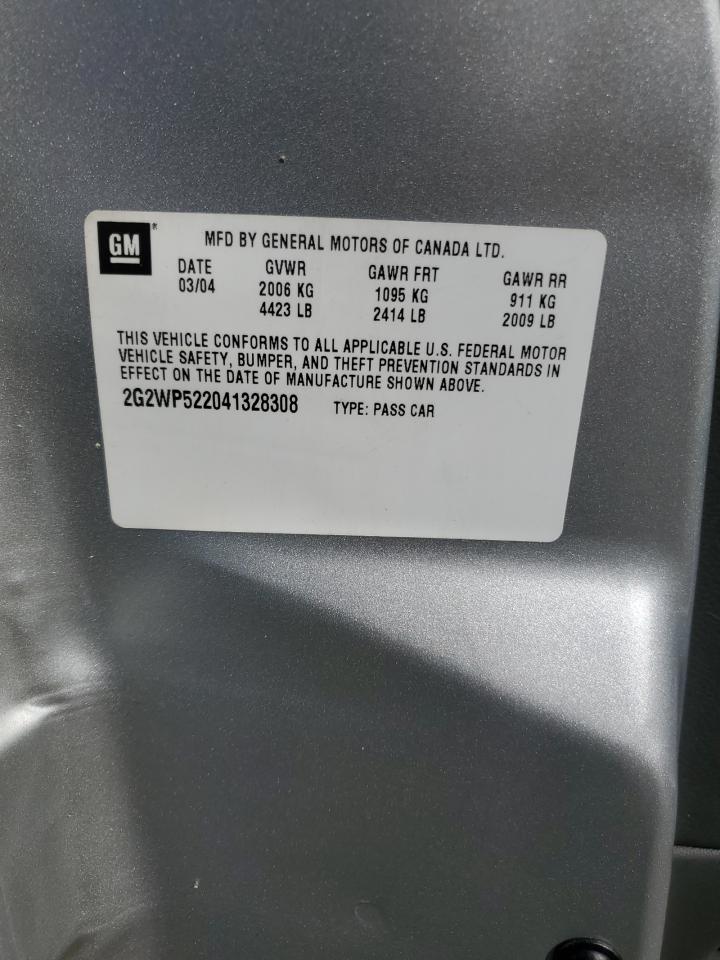 GM® MFD BY GENERAL MOTORS OF CANADA LTD.
DATE GVWR GAWR FRT GAWR RR
03/04 2006 KG 1095 KG 911 KG
4423 LB 2414 LB 2009 LB
THIS VEHICLE CONFORMS TO ALL APPLICABLE U.S. FEDERAL MOTOR
VEHICLE SAFETY, BUMPER, AND THEFT PREVENTION STANDARDS IN
EFFECT ON THE DATE OF MANUFACTURE SHOWN ABOVE.
2G2WP522041328308 TYPE: PASS CAR